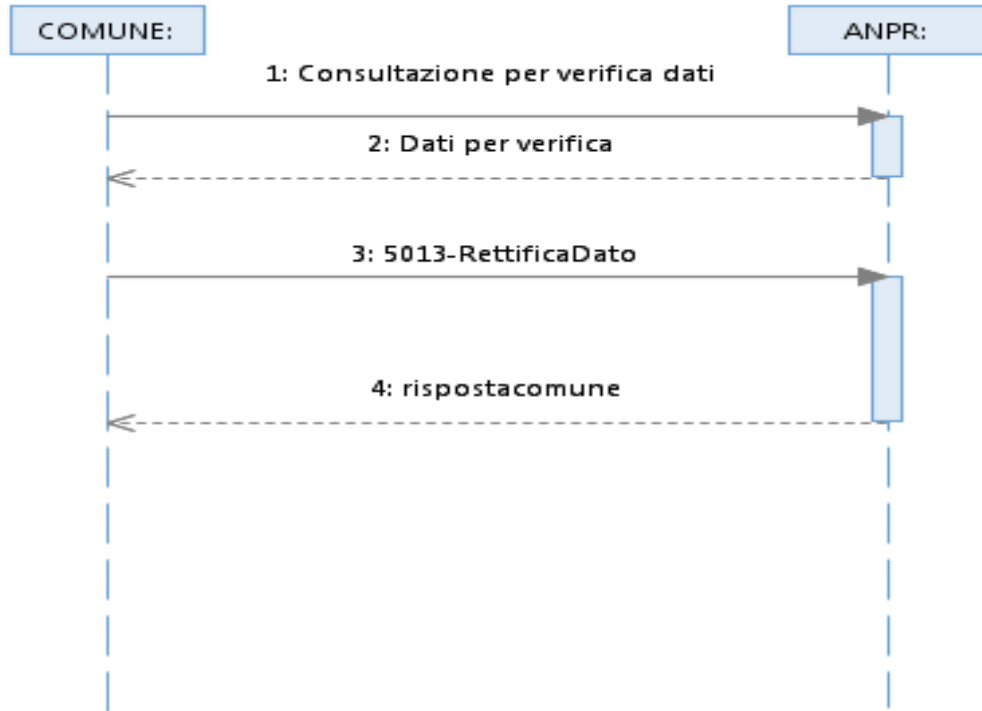 COMUNE:
ANPR:
1: Consultazione per verifica dati
2: Dati per verifica
3: 5013-RettificaDato
4: rispostacomune